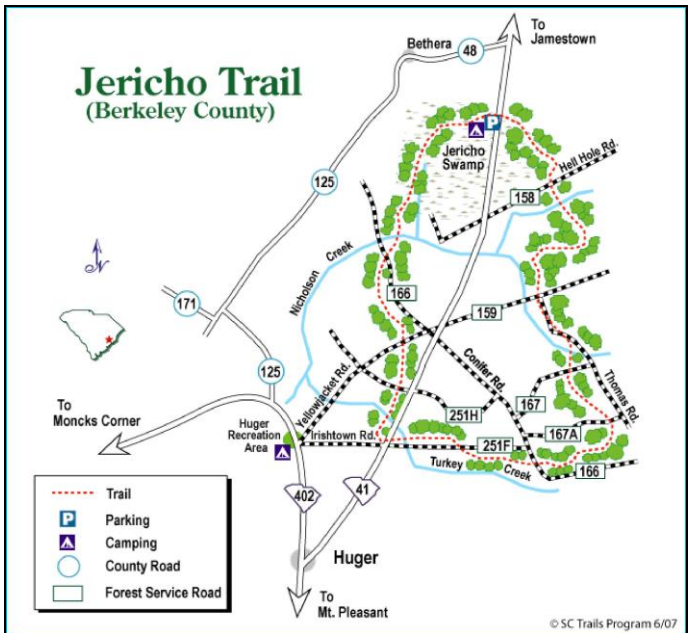 To
Jamestown
Bethera
48
Jericho Trail
(Berkeley County)
P
Jericho
Swamp
Hell Hole Rd.
125
158
N
Nicholson
Creek
166
171
159
125
Yellowjacket Rd.
Conifer Rd.
Thomas Rd.
To
Moncks Corner
167
251H
Huger
Recreation
Area
Irishtown Rd.
251F
167A
Turkey
Creek
166
402
41
Trail
P
Parking
Camping
County Road
Forest Service Road
Huger
To
Mt. Pleasant
© SC Trails Program 6/07